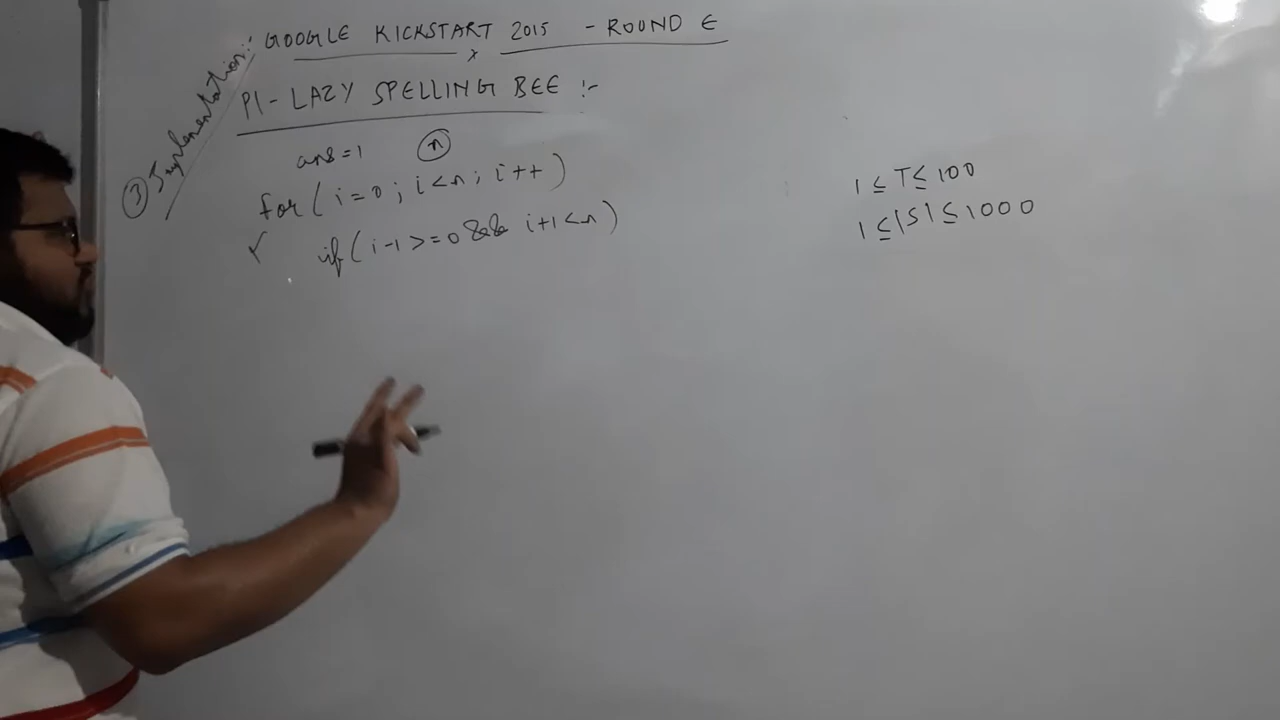 GOOGLE KICKSTART 2015 - ROUND E
P1 - LAZY SPELLING BEE :-
③ Implementation:
ans=1 n
for(i=0; i<n; i++)
✓ if(i-1>=0 && i+1<n)
1 ≤ T ≤ 100
1 ≤ |S| ≤ 1000